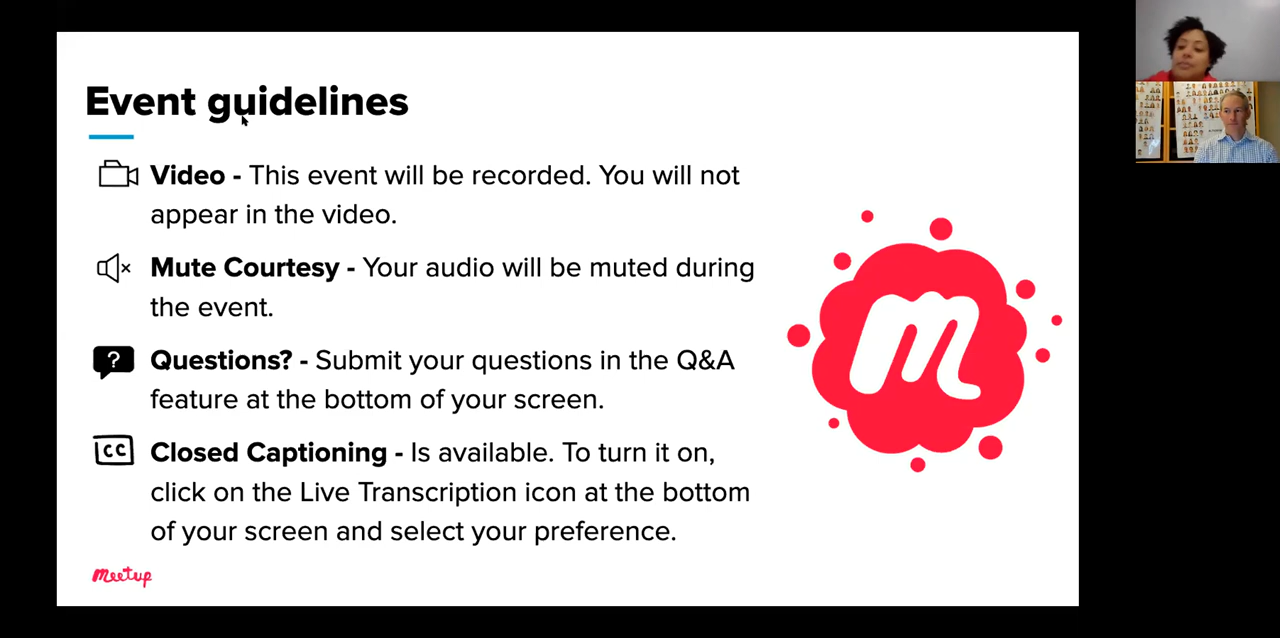 Event guidelines
Video - This event will be recorded. You will not
appear in the video.
Mute Courtesy - Your audio will be muted during
the event.
? Questions? - Submit your questions in the Q&A
feature at the bottom of your screen.
CC Closed Captioning - Is available. To turn it on,
click on the Live Transcription icon at the bottom
of your screen and select your preference.
m
meetup